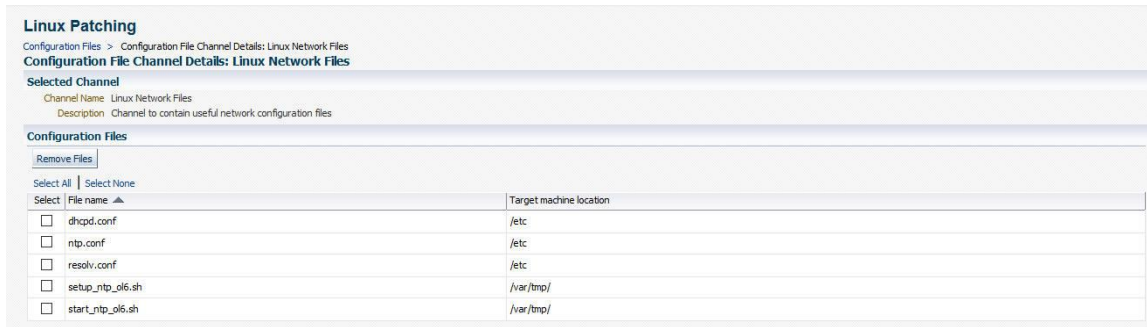 Linux Patching
Configuration Files > Configuration File Channel Details: Linux Network Files
Configuration File Channel Details: Linux Network Files
Selected Channel
Channel Name Linux Network Files
Description Channel to contain useful network configuration files
Configuration Files
Remove Files
Select All | Select None
Select File name Target machine location
dhcpd.conf /etc
ntp.conf /etc
resolv.conf /etc
setup_ntp_ol6.sh /var/tmp/
start_ntp_ol6.sh /var/tmp/